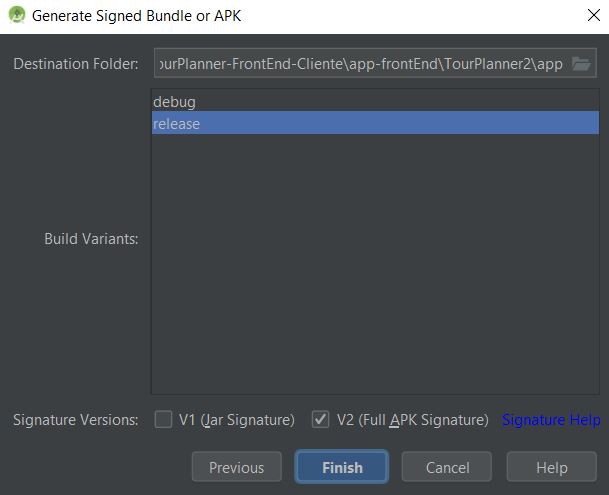 Generate Signed Bundle or APK
Destination Folder: ourPlanner-FrontEnd-Cliente\app-frontEnd\TourPlanner2\app
debug
release
Build Variants:
Signature Versions: V1 (Jar Signature) V2 (Full APK Signature) Signature Help
Previous Finish Cancel Help